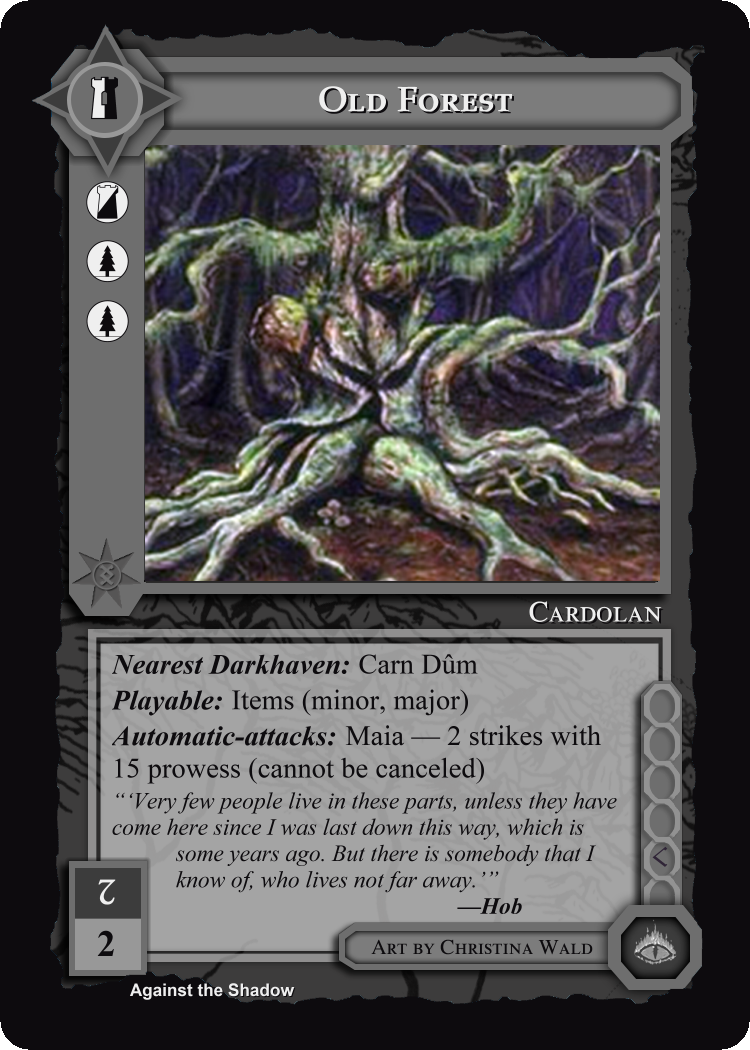 Old Forest
Cardolan
Nearest Darkhaven: Carn Dûm
Playable: Items (minor, major)
Automatic-attacks: Maia — 2 strikes with
15 prowess (cannot be canceled)
“‘Very few people live in these parts, unless they have
come here since I was last down this way, which is
some years ago. But there is somebody that I
know of, who lives not far away.’”
—Hob
2
2
Art by Christina Wald
Against the Shadow